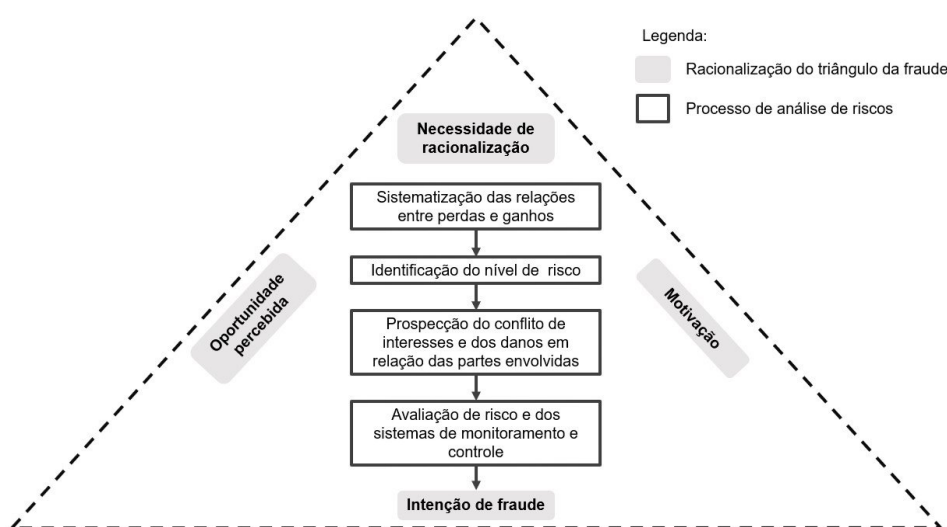 Legenda:
Racionalização do triângulo da fraude
Processo de análise de riscos
Necessidade de
racionalização
Sistematização das relações
entre perdas e ganhos
Identificação do nível de risco
Oportunidade
percebida
Motivação
Prospecção do conflito de
interesses e dos danos em
relação das partes envolvidas
Avaliação de risco e dos
sistemas de monitoramento e
controle
Intenção de fraude